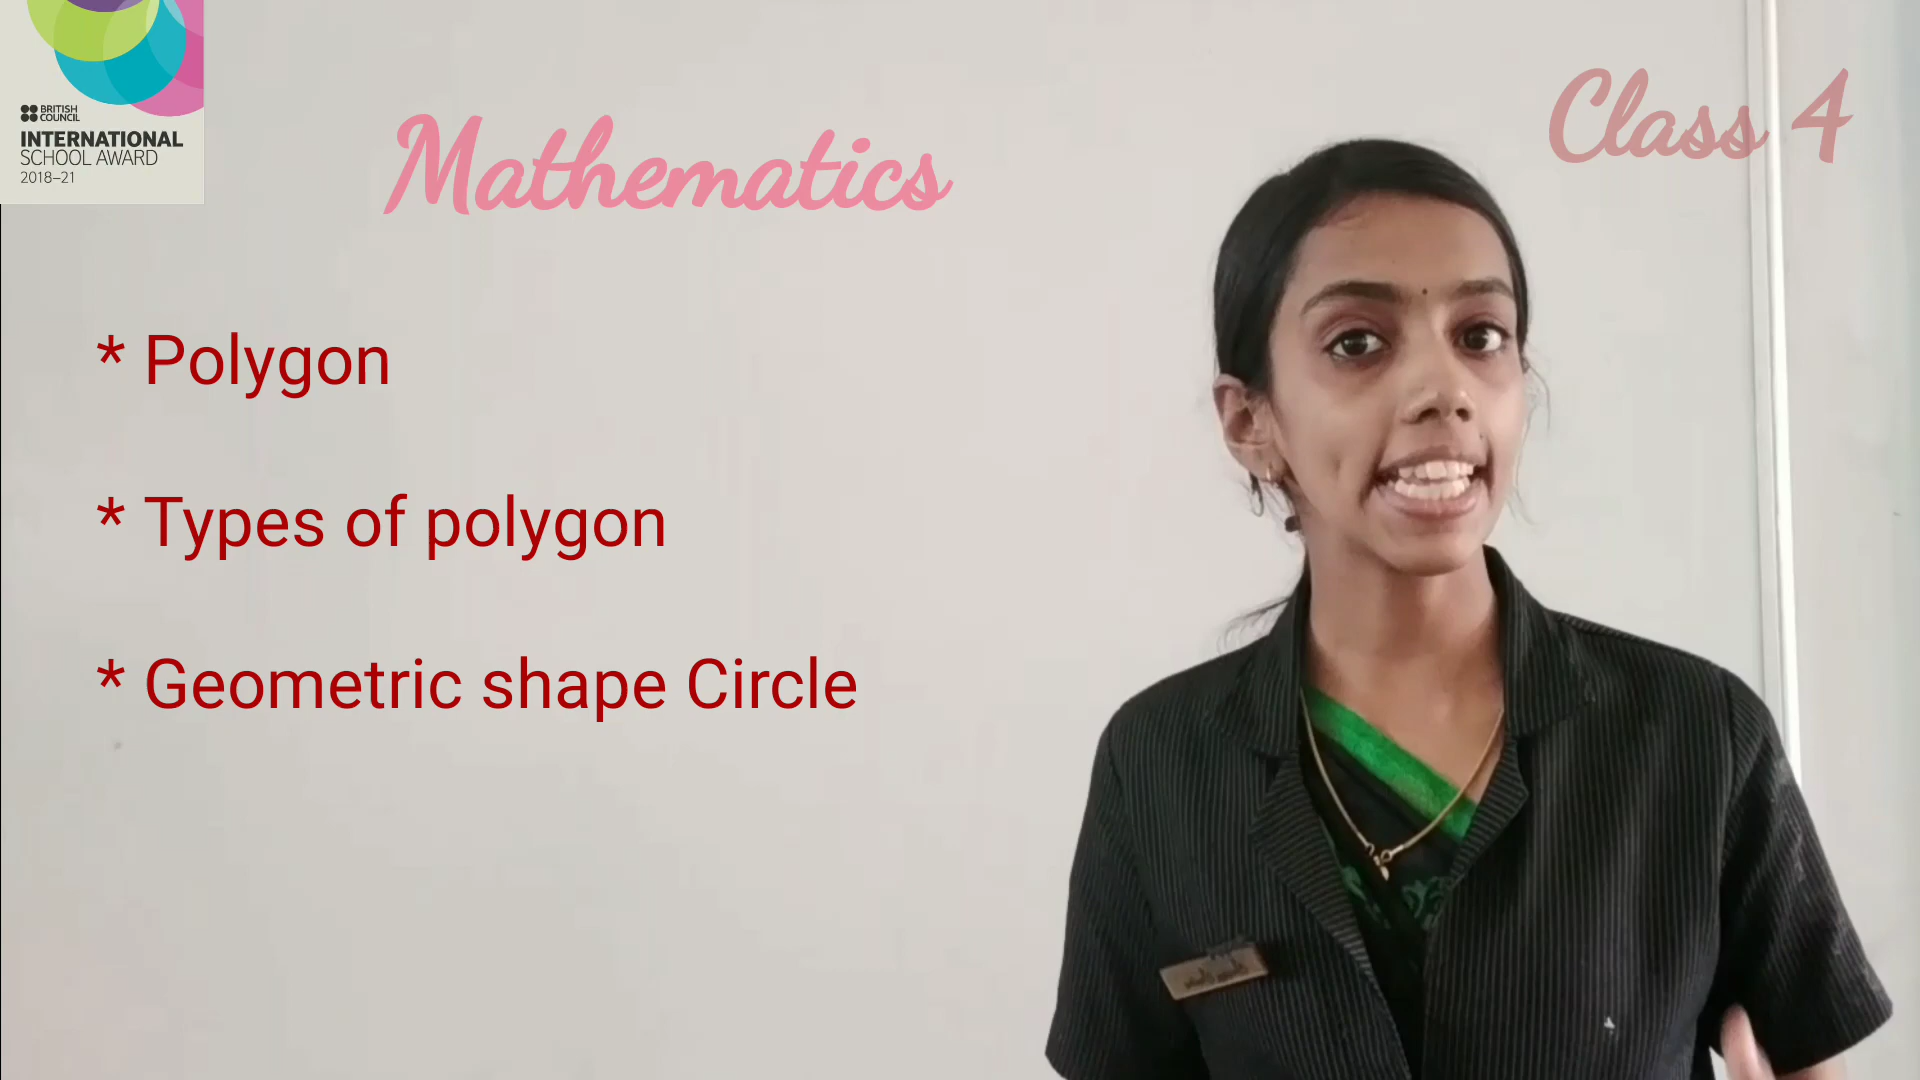 BRITISH
COUNCIL
INTERNATIONAL
SCHOOL AWARD
2018–21
Mathematics
Class 4
* Polygon
* Types of polygon
* Geometric shape Circle